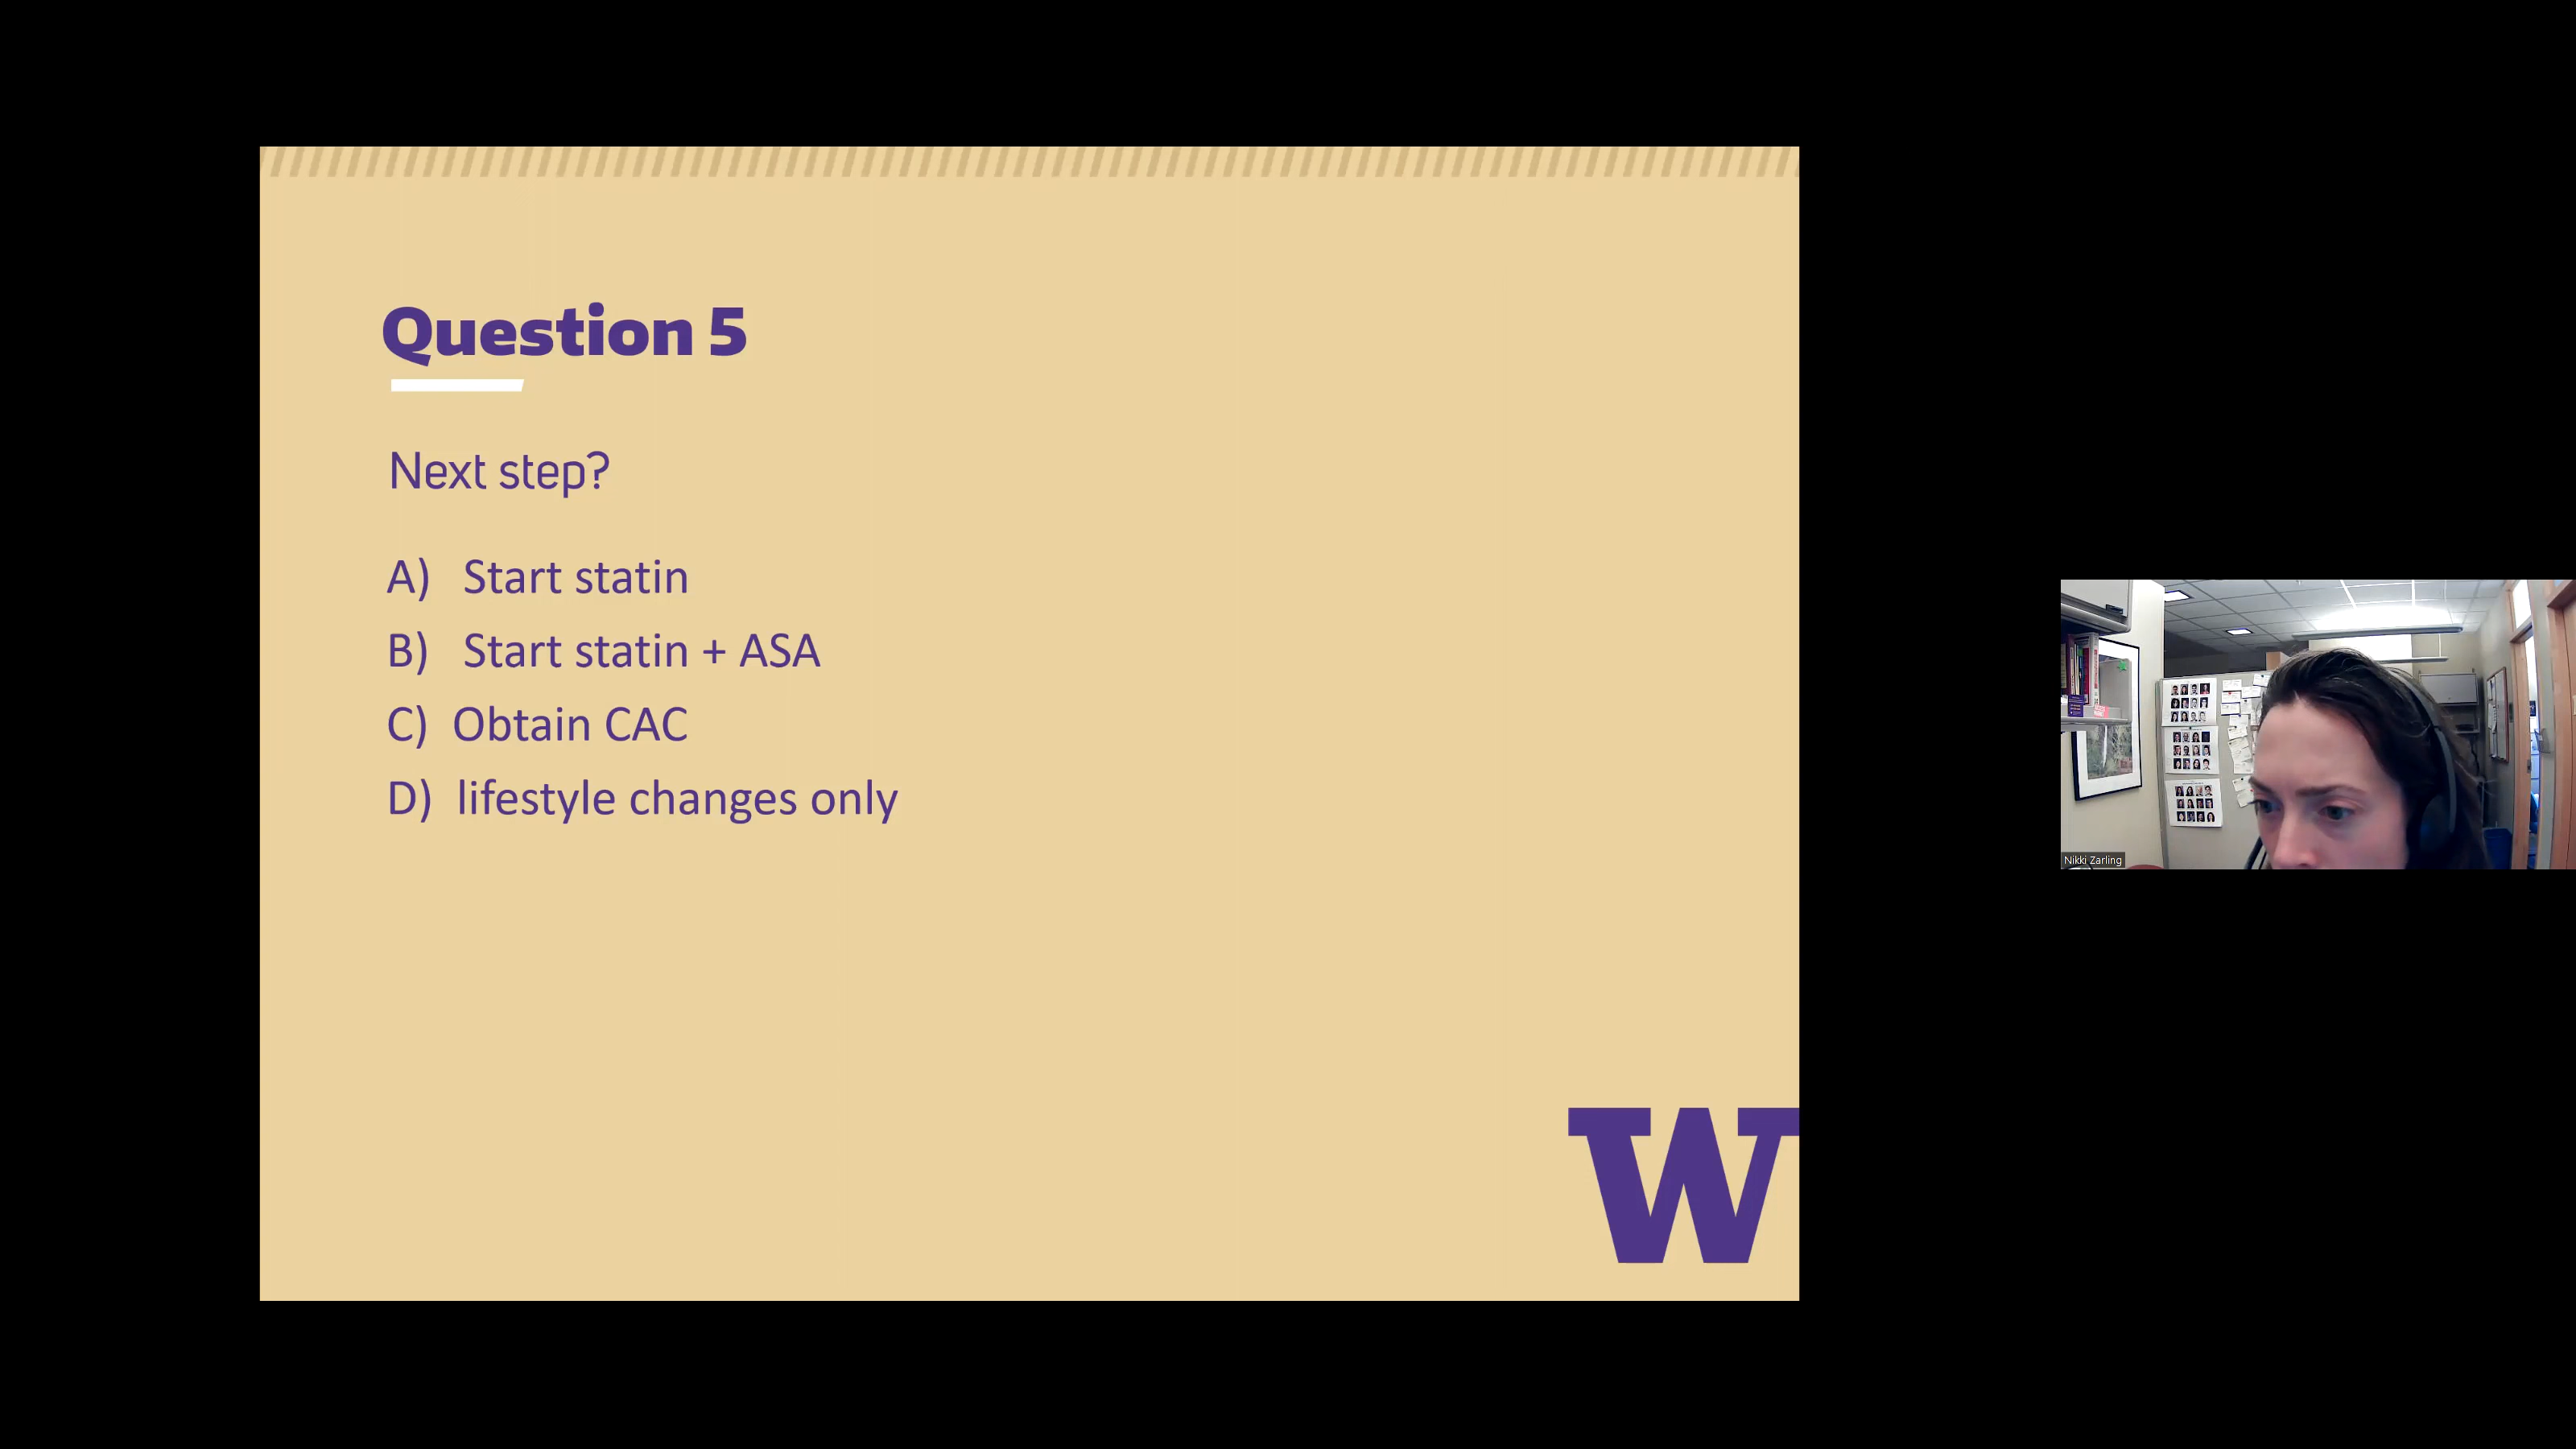 Question 5
Next step?
A) Start statin
B) Start statin + ASA
C) Obtain CAC
D) lifestyle changes only
W
Nikki Zarling